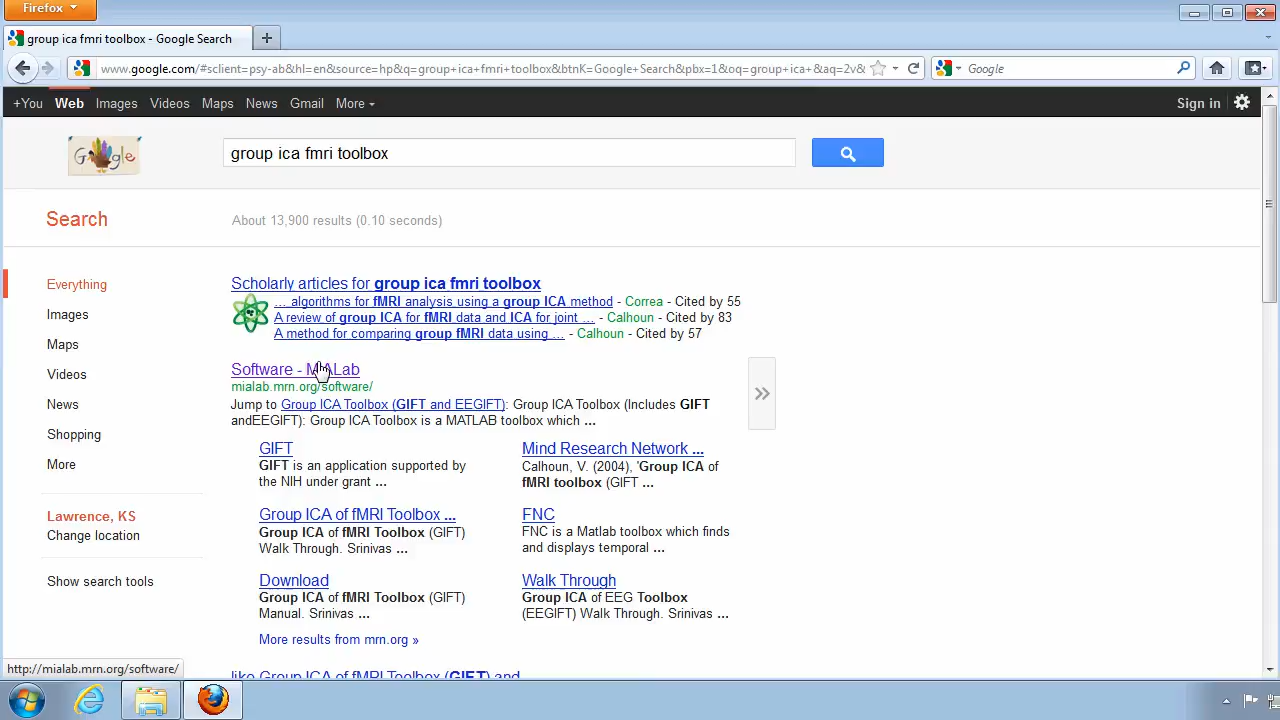 Firefox
group ica fmri toolbox - Google Search
www.google.com/#sclient=psy-ab&hl=en&source=hp&q=group+ica+fmri+toolbox&btnK=Google+Search&pbx=1&oq=group+ica+&aq=2v&
Google
+You Web Images Videos Maps News Gmail More Sign in
Google
group ica fmri toolbox
Search
About 13,900 results (0.10 seconds)
Everything
Images
Maps
Videos
News
Shopping
More
Lawrence, KS
Change location
Show search tools
Scholarly articles for group ica fmri toolbox
... algorithms for fMRI analysis using a group ICA method - Correa - Cited by 55
A review of group ICA for fMRI data and ICA for joint ... - Calhoun - Cited by 83
A method for comparing group fMRI data using ... - Calhoun - Cited by 57
Software - MIALab
mialab.mrn.org/software/
Jump to Group ICA Toolbox (GIFT and EEGIFT): Group ICA Toolbox (Includes GIFT
andEEGIFT): Group ICA Toolbox is a MATLAB toolbox which ...
GIFT
GIFT is an application supported by
the NIH under grant ...
Mind Research Network ...
Calhoun, V. (2004), 'Group ICA of
fMRI toolbox (GIFT ...
Group ICA of fMRI Toolbox ...
Group ICA of fMRI Toolbox (GIFT)
Walk Through. Srinivas ...
FNC
FNC is a Matlab toolbox which finds
and displays temporal ...
Download
Group ICA of fMRI Toolbox (GIFT)
Manual. Srinivas ...
Walk Through
Group ICA of EEG Toolbox
(EEGIFT) Walk Through. Srinivas ...
More results from mrn.org »
like Group ICA of fMRI Toolbox (GIFT) and
http://mialab.mrn.org/software/